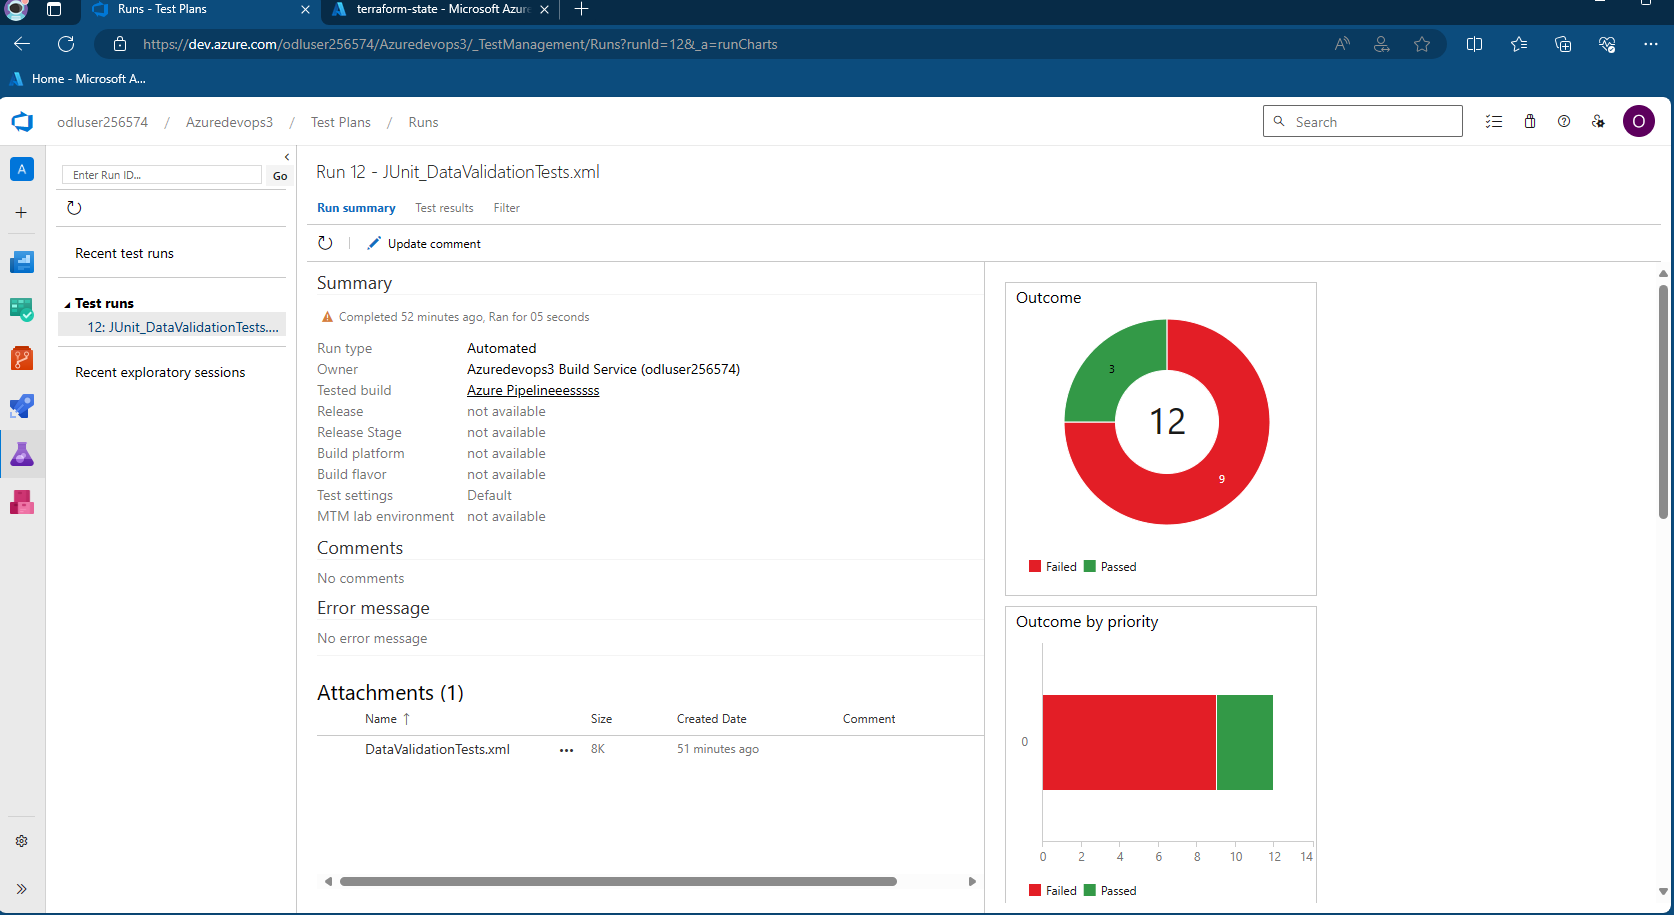 Runs - Test Plans
terraform-state - Microsoft Azure
https://dev.azure.com/odluser256574/Azuredevops3/_TestManagement/Runs?runId=12&_a=runCharts
Home - Microsoft A...
odluser256574 / Azuredevops3 / Test Plans / Runs
Search
O
A
Enter Run ID...
Go
Recent test runs
Test runs
12: JUnit_DataValidationTests....
Recent exploratory sessions
Run 12 - JUnit_DataValidationTests.xml
Run summary Test results Filter
Update comment
Summary
Completed 52 minutes ago, Ran for 05 seconds
Run type Automated
Owner Azuredevops3 Build Service (odluser256574)
Tested build Azure Pipelineeesssss
Release not available
Release Stage not available
Build platform not available
Build flavor not available
Test settings Default
MTM lab environment not available
Comments
No comments
Error message
No error message
Attachments (1)
Name ↑ Size Created Date Comment
DataValidationTests.xml ... 8K 51 minutes ago
Outcome
3
12
9
Failed Passed
Outcome by priority
0
0 2 4 6 8 10 12 14
Failed Passed